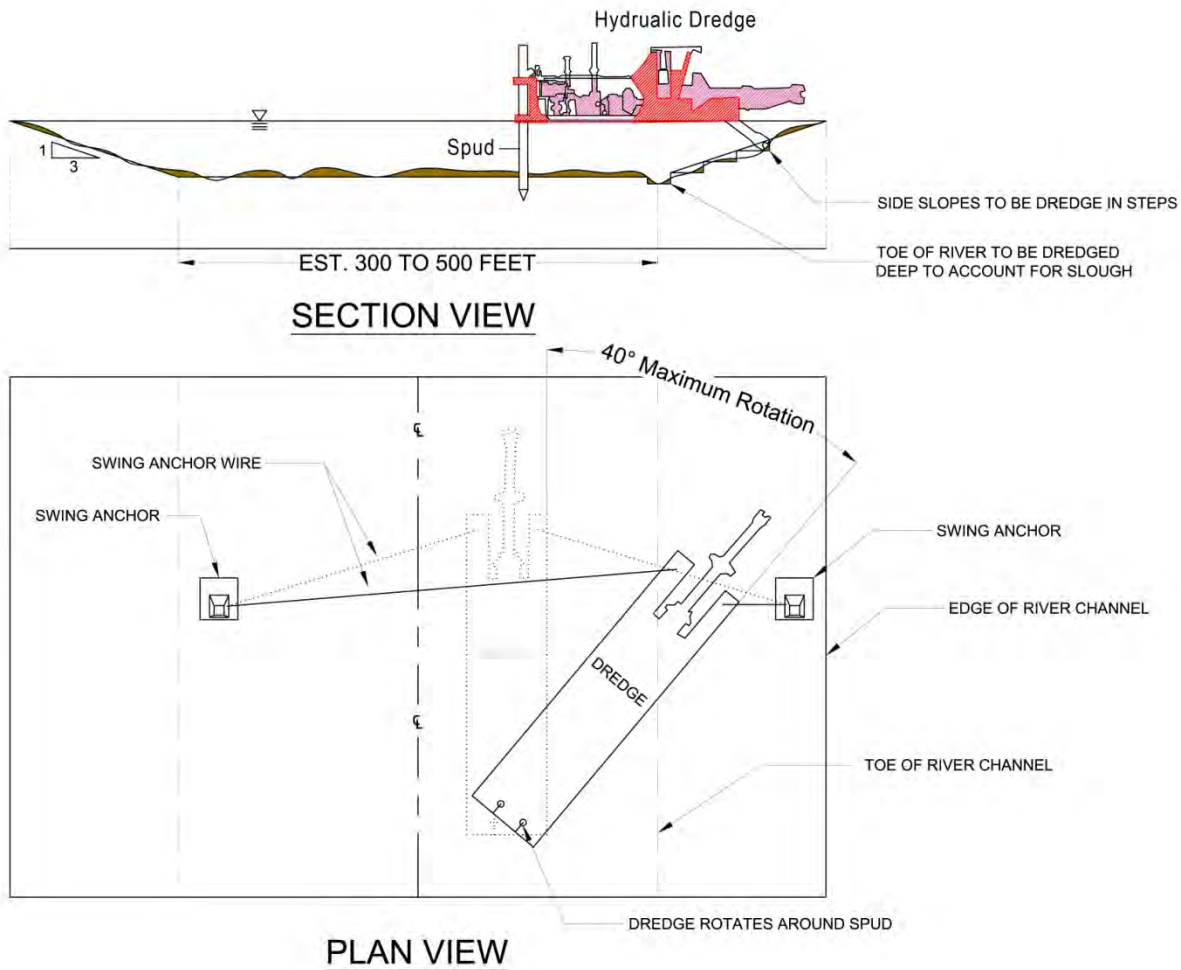 Hydrualic Dredge
1
3
Spud
SIDE SLOPES TO BE DREDGE IN STEPS
TOE OF RIVER TO BE DREDGED
DEEP TO ACCOUNT FOR SLOUGH
EST. 300 TO 500 FEET
SECTION VIEW
40° Maximum Rotation
℄
SWING ANCHOR WIRE
SWING ANCHOR
SWING ANCHOR
EDGE OF RIVER CHANNEL
DREDGE
℄
TOE OF RIVER CHANNEL
DREDGE ROTATES AROUND SPUD
PLAN VIEW